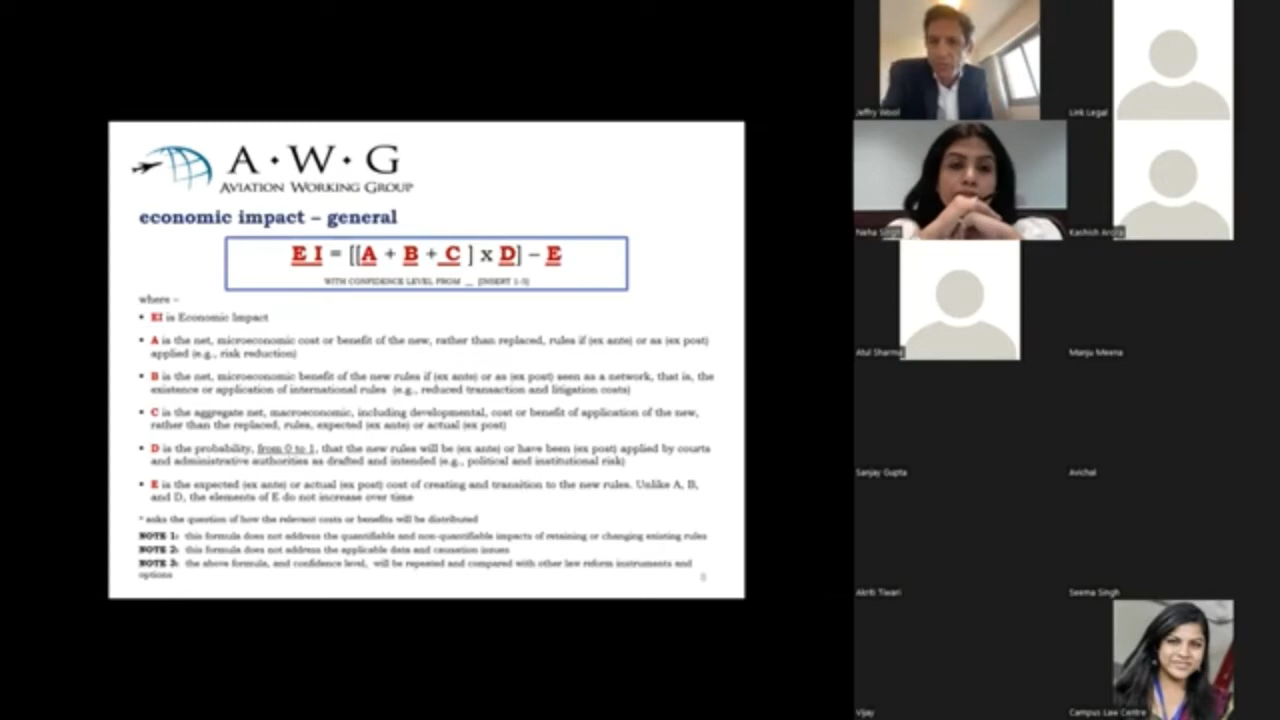 A · W · G
AVIATION WORKING GROUP
economic impact – general
E I = [[A + B + C ] x D] – E
WITH CONFIDENCE LEVEL FROM __ [INSERT 1-5]
where –
▪ EI is Economic Impact
▪ A is the net, microeconomic cost or benefit of the new, rather than replaced, rules if (ex ante) or as (ex post)
applied (e.g., risk reduction)
▪ B is the net, microeconomic benefit of the new rules if (ex ante) or as (ex post) seen as a network, that is, the
existence or application of international rules (e.g., reduced transaction and litigation costs)
▪ C is the aggregate net, macroeconomic, including developmental, cost or benefit of application of the new,
rather than the replaced, rules, expected (ex ante) or actual (ex post)
▪ D is the probability, from 0 to 1, that the new rules will be (ex ante) or have been (ex post) applied by courts
and administrative authorities as drafted and intended (e.g., political and institutional risk)
▪ E is the expected (ex ante) or actual (ex post) cost of creating and transition to the new rules. Unlike A, B,
and D, the elements of E do not increase over time
* asks the question of how the relevant costs or benefits will be distributed
NOTE 1: this formula does not address the quantifiable and non-quantifiable impacts of retaining or changing existing rules
NOTE 2: this formula does not address the applicable data and causation issues
NOTE 3: the above formula, and confidence level, will be repeated and compared with other law reform instruments and
options
Jeffry Wool
Link Legal
Neha Singh
Kashish Arora
Atul Sharma
Manju Meena
Sanjay Gupta
Avichal
Akriti Tiwari
Seema Singh
Vijay
Campus Law Centre